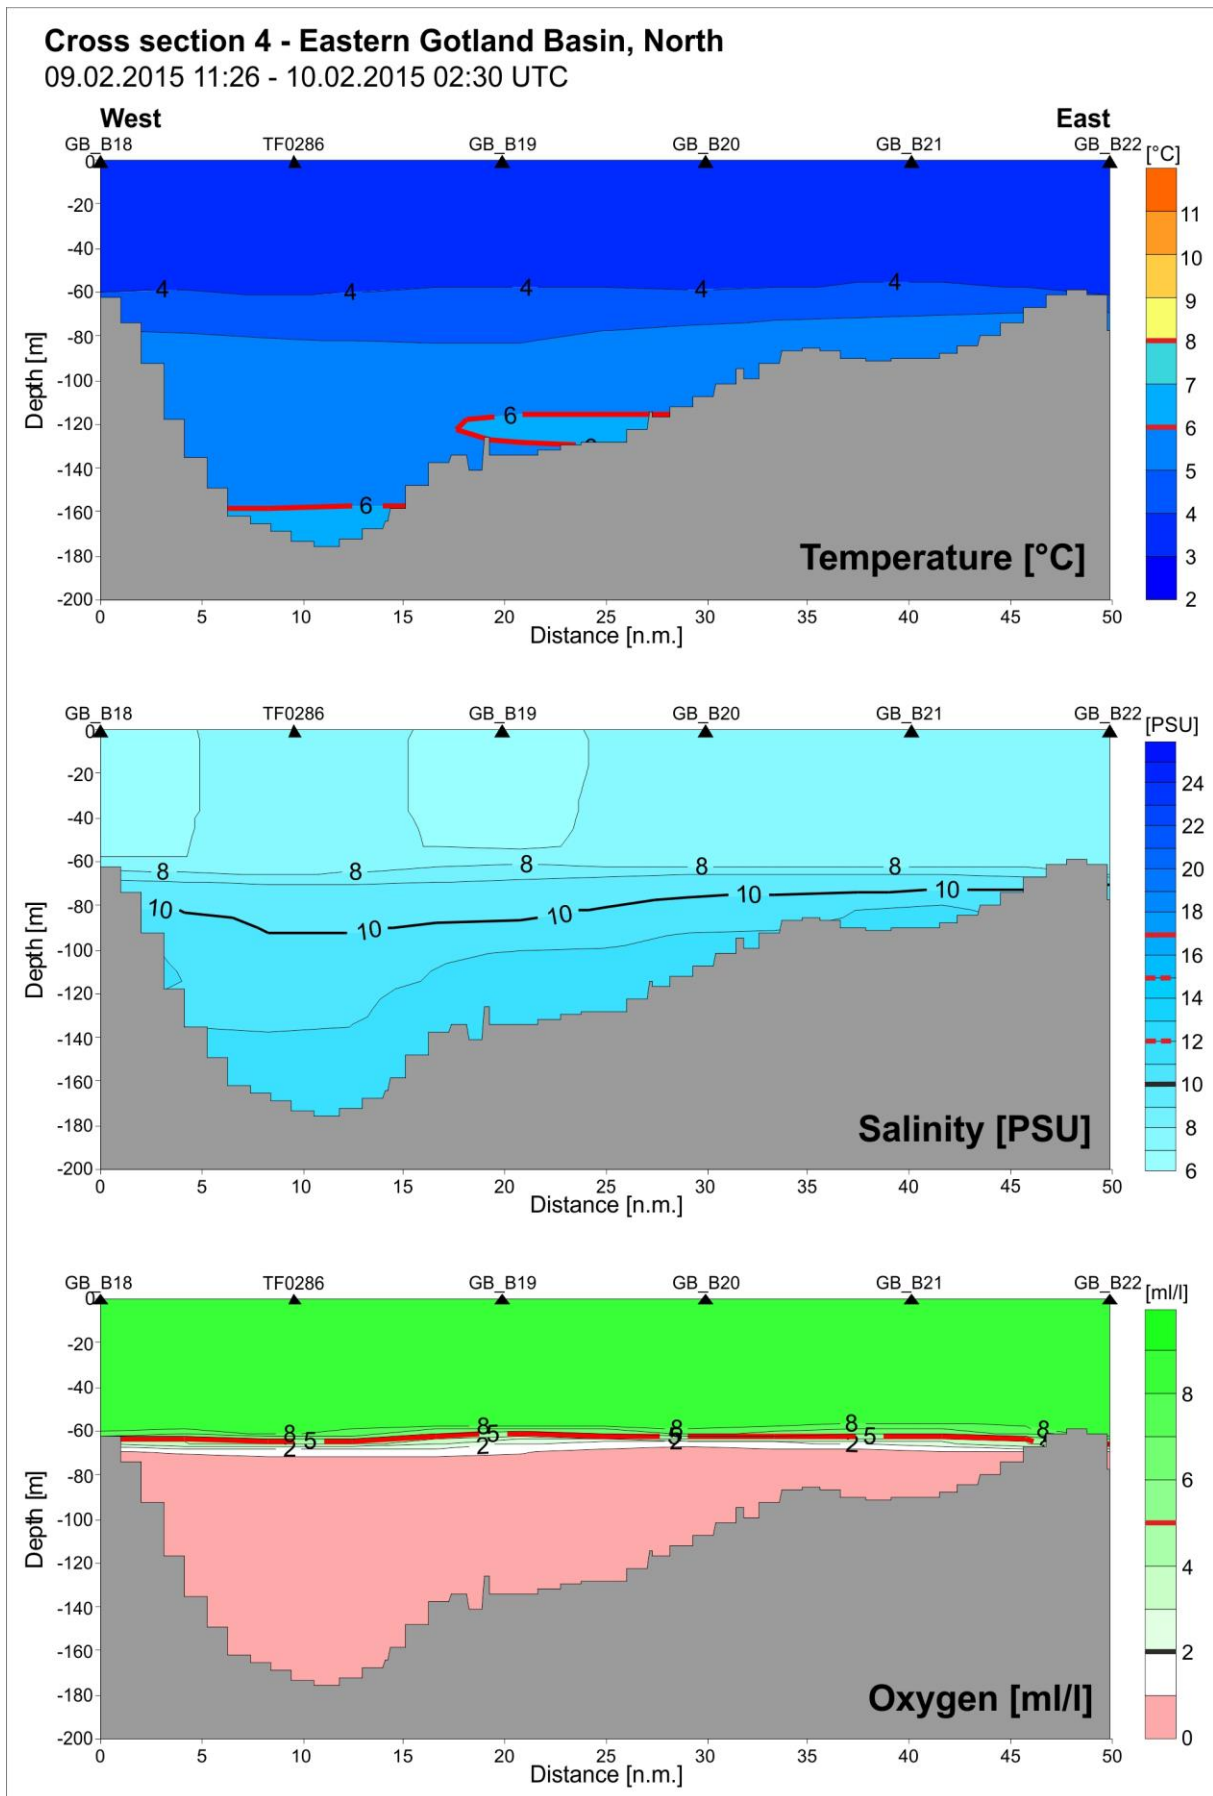 Cross section 4 - Eastern Gotland Basin, North
09.02.2015 11:26 - 10.02.2015 02:30 UTC
West East
GB_B18 TF0286 GB_B19 GB_B20 GB_B21 GB_B22 [°C]
0
-20
-40
-60
-80
-100
-120
-140
-160
-180
-200
Depth [m]
4 4 4 4 4
6
6
11
10
9
8
7
6
5
4
3
2
Temperature [°C]
0 5 10 15 20 25 30 35 40 45 50
Distance [n.m.]
GB_B18 TF0286 GB_B19 GB_B20 GB_B21 GB_B22 [PSU]
0
-20
-40
-60
-80
-100
-120
-140
-160
-180
-200
Depth [m]
8 8 8 8 8
10 10 10 10 10
24
22
20
18
16
14
12
10
8
6
Salinity [PSU]
0 5 10 15 20 25 30 35 40 45 50
Distance [n.m.]
GB_B18 TF0286 GB_B19 GB_B20 GB_B21 GB_B22 [ml/l]
0
-20
-40
-60
-80
-100
-120
-140
-160
-180
-200
Depth [m]
8 8 8 8 8
5 5 5
2 2 2 2
8
6
4
2
0
Oxygen [ml/l]
0 5 10 15 20 25 30 35 40 45 50
Distance [n.m.]